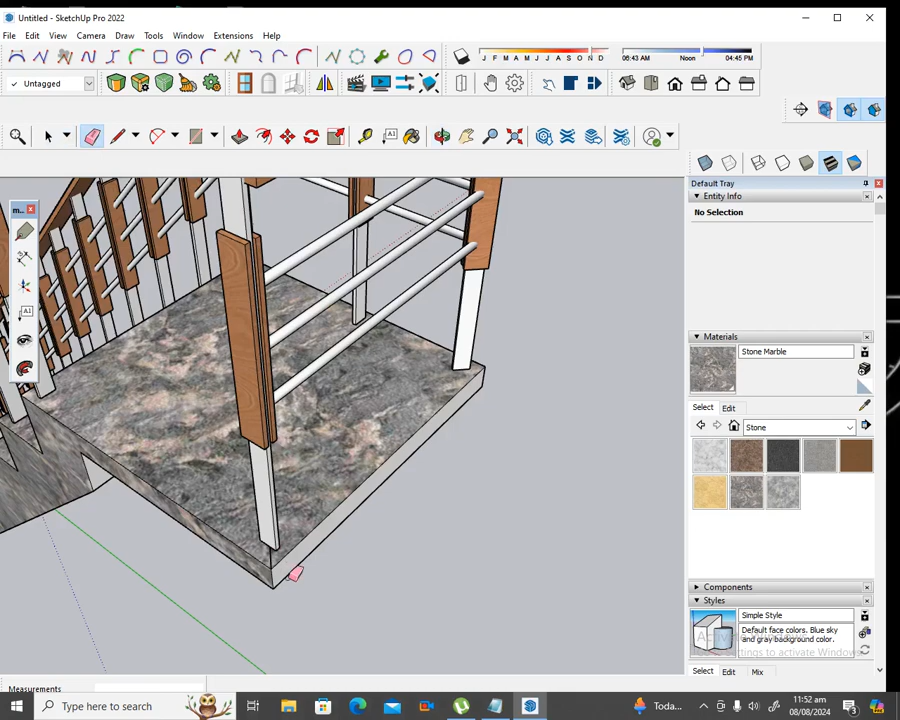 Untitled - SketchUp Pro 2022
File Edit View Camera Draw Tools Window Extensions Help
J F M A M J J A S O N D
06:43 AM Noon 04:45 PM
Untagged
Default Tray
Entity Info
No Selection
m...
A1
Materials
Stone Marble
Select Edit
Stone
Components
Styles
Simple Style
Default face colors. Blue sky
and gray background color.
Select Edit Mix
Measurements
Type here to search
Toda...
11:52 am
08/08/2024
3